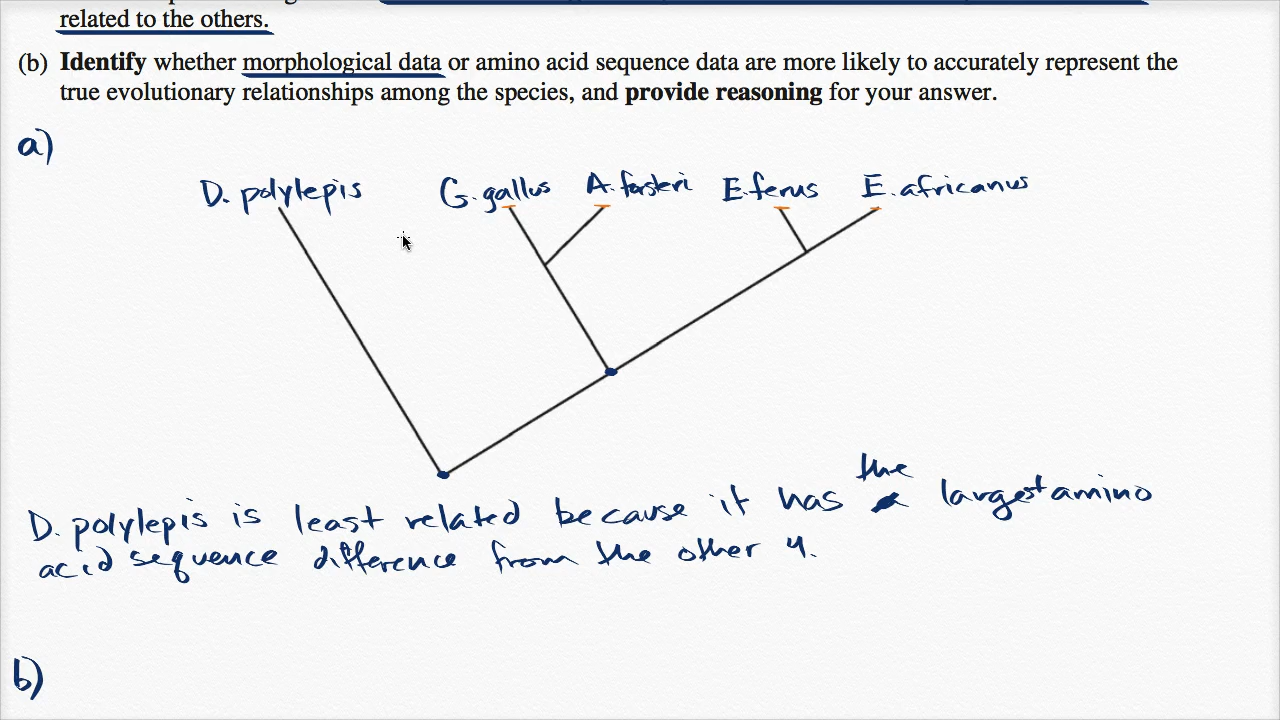 related to the others.
(b) Identify whether morphological data or amino acid sequence data are more likely to accurately represent the
true evolutionary relationships among the species, and provide reasoning for your answer.
a)
D. polylepis G. gallus A. forsteri E. ferus E. africanus
the
D. polylepis is least related because it has largest amino
acid sequence difference from the other 4.
b)